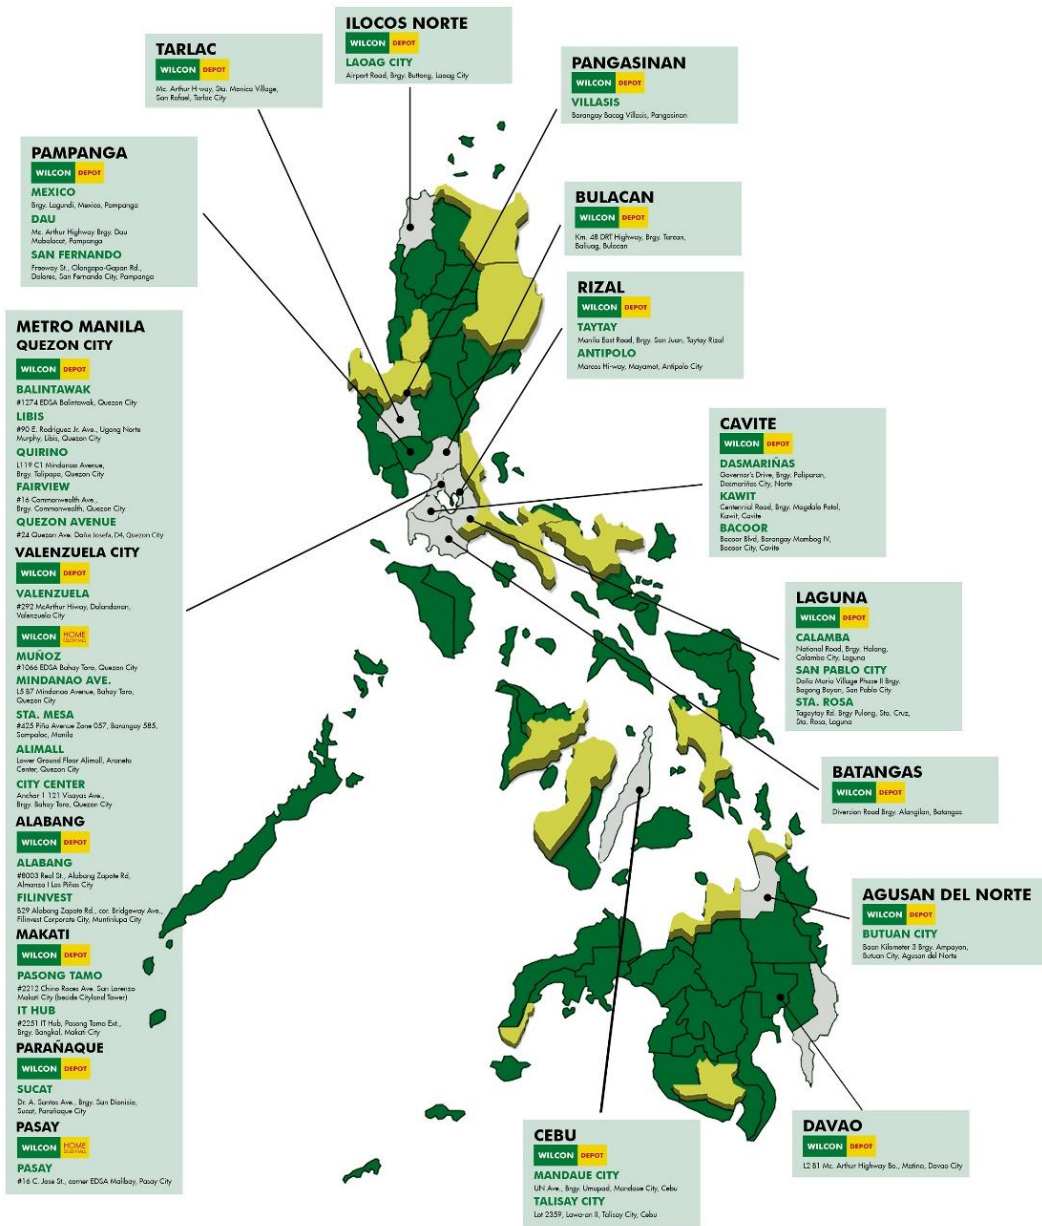 ILOCOS NORTE
WILCON DEPOT
LAOAG CITY
Airport Road, Brgy. Buttong, Laoag City
TARLAC
WILCON DEPOT
Mc. Arthur H-way, Sta. Monica Village,
San Rafael, Tarlac City
PANGASINAN
WILCON DEPOT
VILLASIS
Barangay Bacag Villasis, Pangasinan
PAMPANGA
WILCON DEPOT
MEXICO
Brgy. Lagundi, Mexico, Pampanga
DAU
Mc. Arthur Highway Brgy. Dau
Mabalacat, Pampanga
SAN FERNANDO
Freeway St., Olongapo-Gapan Rd.,
Dolores, San Fernando City, Pampanga
BULACAN
WILCON DEPOT
Km. 48 DRT Highway, Brgy. Tarcan,
Baliuag, Bulacan
RIZAL
WILCON DEPOT
TAYTAY
Manila East Road, Brgy. San Juan, Taytay Rizal
ANTIPOLO
Marcos Hi-way, Mayamot, Antipolo City
METRO MANILA
QUEZON CITY
WILCON DEPOT
BALINTAWAK
#1274 EDSA Balintawak, Quezon City
LIBIS
#90 E. Rodriguez Jr. Ave., Ugong Norte
Murphy, Libis, Quezon City
QUIRINO
L119 C1 Mindanao Avenue,
Brgy. Talipapa, Quezon City
FAIRVIEW
#16 Commonwealth Ave.,
Brgy. Commonwealth, Quezon City
QUEZON AVENUE
#24 Quezon Ave. Doña Josefa, D4, Quezon City
VALENZUELA CITY
WILCON DEPOT
VALENZUELA
#292 McArthur Hiway, Dalandanan,
Valenzuela City
WILCON HOME ESSENTIALS
MUÑOZ
#1066 EDSA Bahay Toro, Quezon City
MINDANAO AVE.
L5 B7 Mindanao Avenue, Bahay Toro,
Quezon City
STA. MESA
#425 Piña Avenue Zone 057, Barangay 585,
Sampaloc, Manila
ALIMALL
Lower Ground Floor Alimall, Araneta
Center, Quezon City
CITY CENTER
Anchor 1 121 Visayas Ave.,
Brgy. Bahay Toro, Quezon City
ALABANG
WILCON DEPOT
ALABANG
#8003 Real St., Alabang Zapote Rd,
Almanza I Las Piñas City
FILINVEST
B29 Alabang Zapote Rd., cor. Bridgeway Ave.,
Filinvest Corporate City, Muntinlupa City
MAKATI
WILCON DEPOT
PASONG TAMO
#2212 Chino Roces Ave. San Lorenzo
Makati City (beside Cityland Tower)
IT HUB
#2251 IT Hub, Pasong Tamo Ext.,
Brgy. Bangkal, Makati City
PARAÑAQUE
WILCON DEPOT
SUCAT
Dr. A. Santos Ave., Brgy. San Dionisio,
Sucat, Parañaque City
PASAY
WILCON HOME ESSENTIALS
PASAY
#16 C. Jose St., corner EDSA Malibay, Pasay City
CAVITE
WILCON DEPOT
DASMARIÑAS
Governor's Drive, Brgy. Paliparan,
Dasmariñas City, Norte
KAWIT
Centennial Road, Brgy. Magdalo Potol,
Kawit, Cavite
BACOOR
Bacoor Blvd, Barangay Mambog IV,
Bacoor City, Cavite
LAGUNA
WILCON DEPOT
CALAMBA
National Road, Brgy. Halang,
Calamba City, Laguna
SAN PABLO CITY
Doña Maria Village Phase II Brgy.
Bagong Bayan, San Pablo City
STA. ROSA
Tagaytay Rd. Brgy Pulong, Sta. Cruz,
Sta. Rosa, Laguna
BATANGAS
WILCON DEPOT
Diversion Road Brgy. Alangilan, Batangas
AGUSAN DEL NORTE
WILCON DEPOT
BUTUAN CITY
Baan Kilometer 3 Brgy. Ampayon,
Butuan City, Agusan del Norte
DAVAO
WILCON DEPOT
L2 B1 Mc. Arthur Highway Bo., Matina, Davao City
CEBU
WILCON DEPOT
MANDAUE CITY
UN Ave., Brgy. Umapad, Mandaue City, Cebu
TALISAY CITY
Lot 2359, Lawa-an II, Talisay City, Cebu